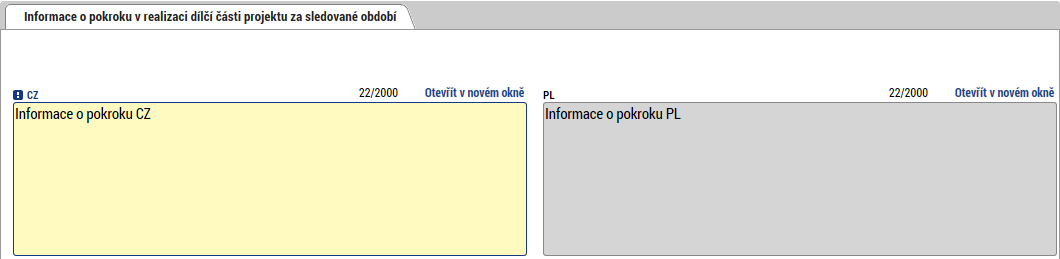 Informace o pokroku v realizaci dílčí části projektu za sledované období
CZ 22/2000 Otevřít v novém okně
Informace o pokroku CZ
PL 22/2000 Otevřít v novém okně
Informace o pokroku PL